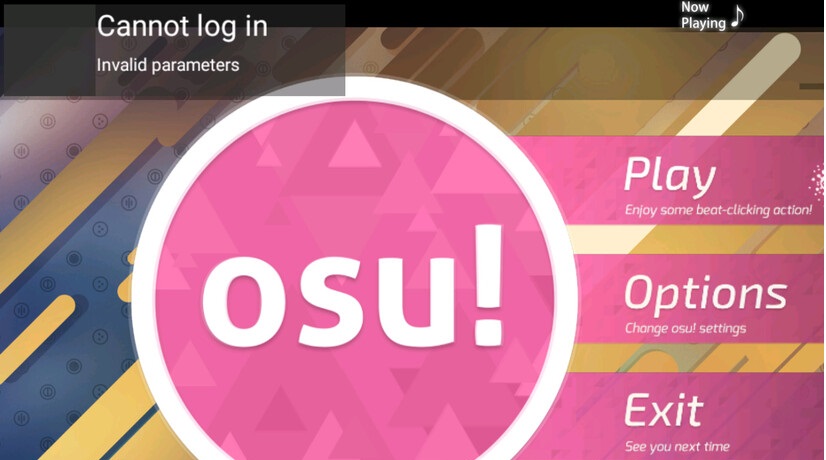 Cannot log in
Invalid parameters
Now
Playing
osu!
Play
Enjoy some beat-clicking action!
Options
Change osu! settings
Exit
See you next time